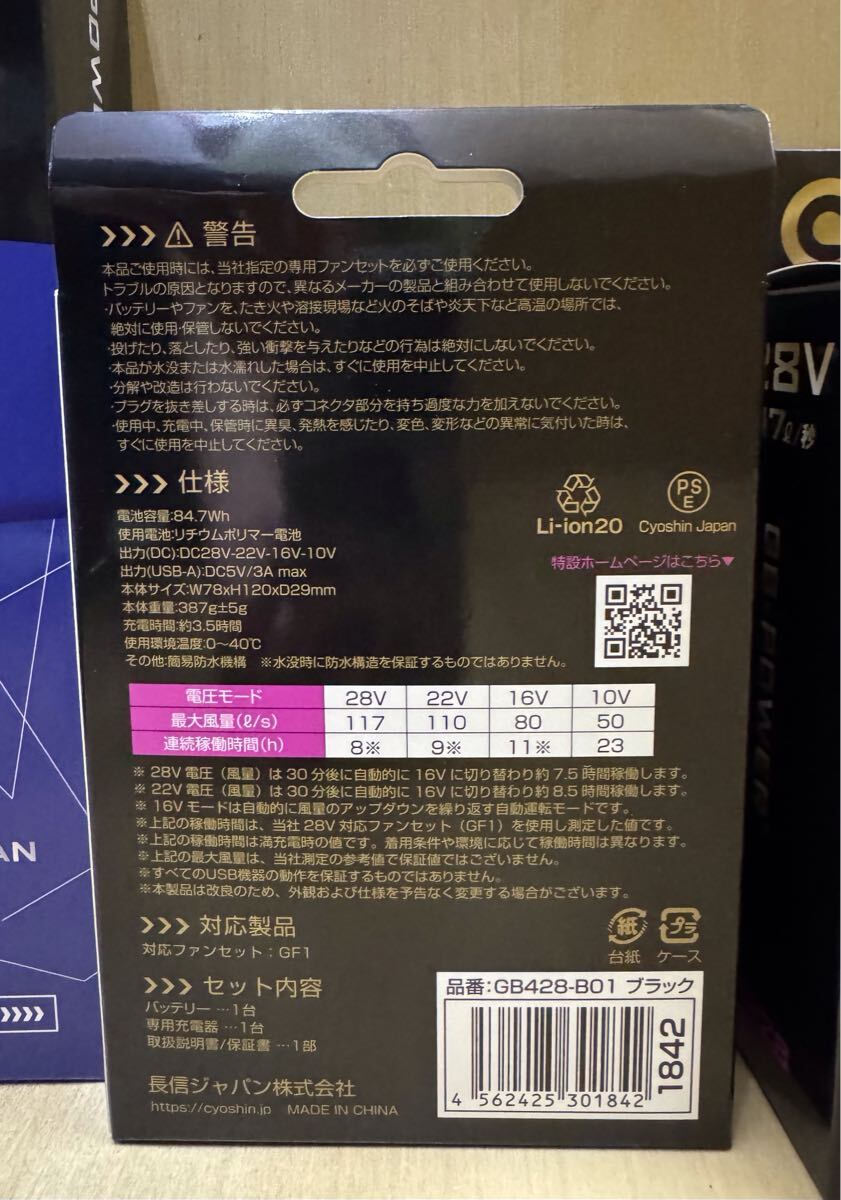 >>> ⚠ 警告
本品ご使用時には、当社指定の専用ファンセットを必ずご使用ください。
トラブルの原因となりますので、異なるメーカーの製品と組み合わせて使用しないでください。
・バッテリーやファンを、たき火や溶接現場など火のそばや炎天下など高温の場所では、
絶対に使用・保管しないでください。
・投げたり、落としたり、強い衝撃を与えたりなどの行為は絶対にしないでください。
・本品が水没または水濡れした場合は、すぐに使用を中止してください。
・分解や改造は行わないでください。
・プラグを抜き差しする時は、必ずコネクタ部分を持ち過度な力を加えないでください。
・使用中、充電中、保管時に異臭、発熱を感じたり、変色、変形などの異常に気付いた時は、
すぐに使用を中止してください。
>>> 仕様
電池容量:84.7Wh
使用電池:リチウムポリマー電池
出力(DC):DC28V-22V-16V-10V
出力(USB-A):DC5V/3A max
本体サイズ:W78xH120xD29mm
本体重量:387g±5g
充電時間:約3.5時間
使用環境温度:0～40℃
その他:簡易防水機構 ※水没時に防水構造を保証するものではありません。
Li-ion20
PSE
Cyoshin Japan
特設ホームページはこちら▼
電圧モード 28V 22V 16V 10V
最大風量(ℓ/s) 117 110 80 50
連続稼働時間(h) 8※ 9※ 11※ 23
※ 28V 電圧（風量）は 30 分後に自動的に 16V に切り替わり約 7.5 時間稼働します。
※ 22V 電圧（風量）は 30 分後に自動的に 16V に切り替わり約 8.5 時間稼働します。
※ 16V モードは自動的に風量のアップダウンを繰り返す自動運転モードです。
※上記の稼働時間は、当社 28V 対応ファンセット（GF1）を使用し測定した値です。
※上記の稼働時間は満充電時の値です。着用条件や環境に応じて稼働時間は異なります。
※上記の最大風量は、当社測定の参考値で保証値ではございません。
※すべてのUSB機器の動作を保証するものではありません。
※本製品は改良のため、外観および仕様を予告なく変更する場合がございます。
>>> 対応製品
対応ファンセット：GF1
紙
台紙
プラ
ケース
>>> セット内容
バッテリー …1台
専用充電器 …1台
取扱説明書/保証書 …1部
長信ジャパン株式会社
https://cyoshin.jp MADE IN CHINA
品番:GB428-B01 ブラック
4 562425 301842
1842
28V
17ℓ/秒
GB POWER
AN